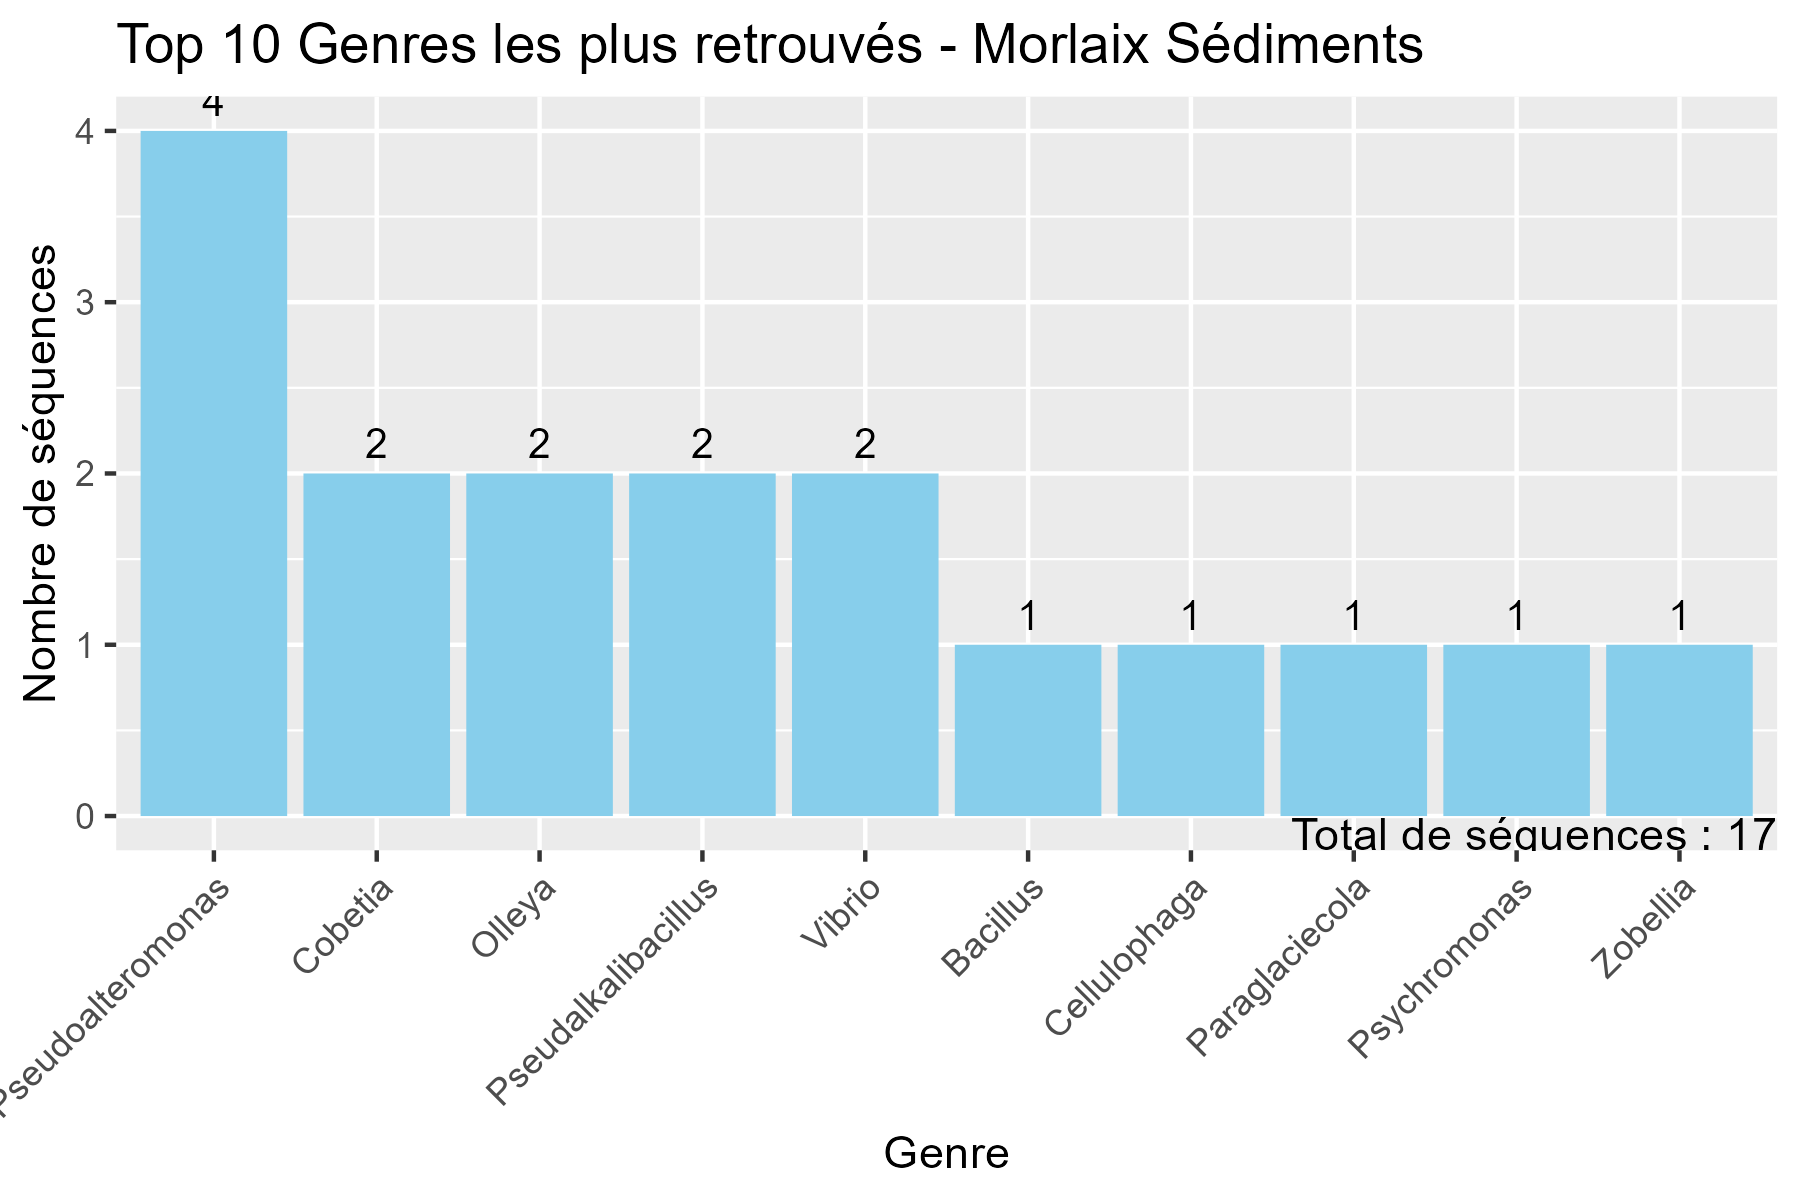 Top 10 Genres les plus retrouvés - Morlaix Sédiments
Nombre de séquences
4
3
2
1
0
4
2
2
2
2
1
1
1
1
1
Total de séquences : 17
Pseudoalteromonas
Cobetia
Olleya
Pseudalkalibacillus
Vibrio
Bacillus
Cellulophaga
Paraglaciecola
Psychromonas
Zobellia
Genre